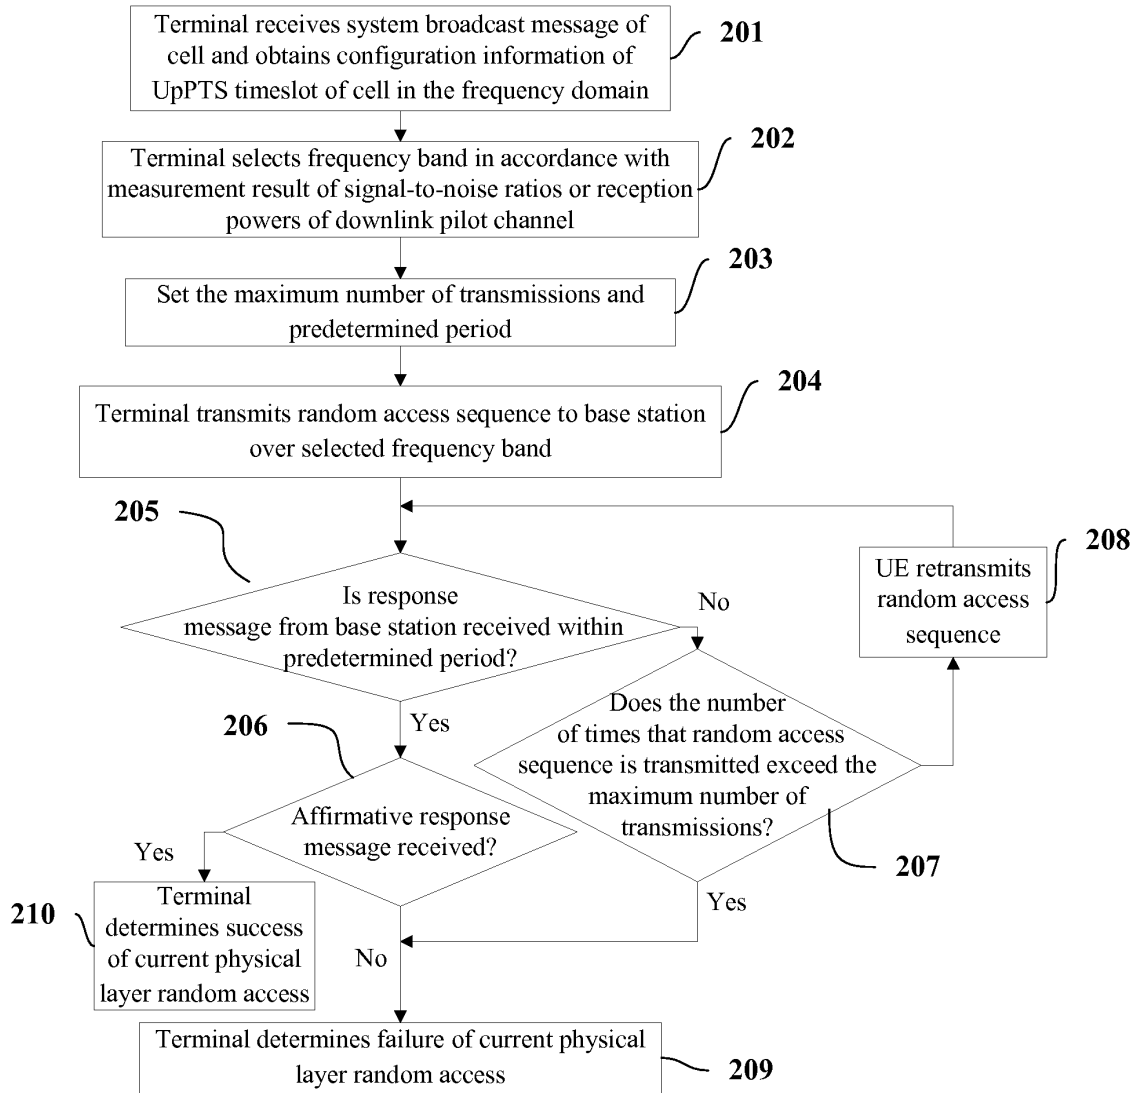 Terminal receives system broadcast message of
cell and obtains configuration information of
UpPTS timeslot of cell in the frequency domain
201
Terminal selects frequency band in accordance with
measurement result of signal-to-noise ratios or reception
powers of downlink pilot channel
202
Set the maximum number of transmissions and
predetermined period
203
Terminal transmits random access sequence to base station
over selected frequency band
204
205
Is response
message from base station received within
predetermined period?
No
UE retransmits
random access
sequence
208
Yes
206
Does the number
of times that random access
sequence is transmitted exceed the
maximum number of
transmissions?
207
Affirmative response
message received?
Yes
Yes
210
Terminal
determines success
of current physical
layer random access
No
Terminal determines failure of current physical
layer random access
209